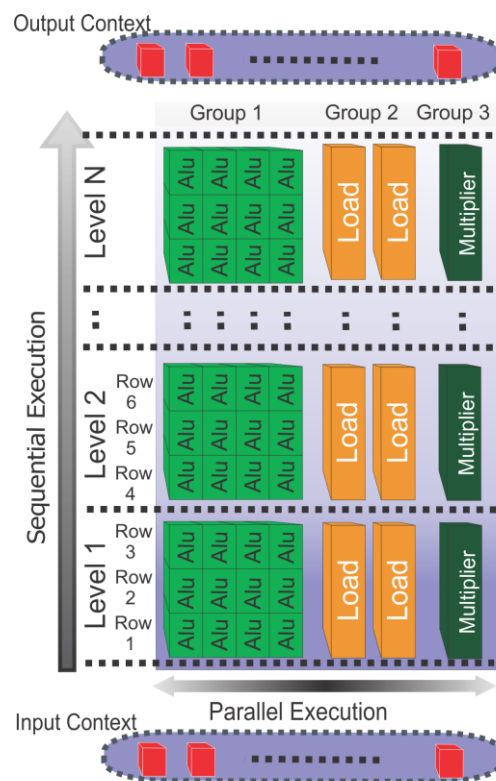 Output Context
Group 1 Group 2 Group 3
Sequential Execution
Level N
Alu Alu Alu Alu
Alu Alu Alu Alu
Alu Alu Alu Alu
Load Load Multiplier
Level 2
Row 6
Row 5
Row 4
Alu Alu Alu Alu
Alu Alu Alu Alu
Alu Alu Alu Alu
Load Load Multiplier
Level 1
Row 3
Row 2
Row 1
Alu Alu Alu Alu
Alu Alu Alu Alu
Alu Alu Alu Alu
Load Load Multiplier
Parallel Execution
Input Context